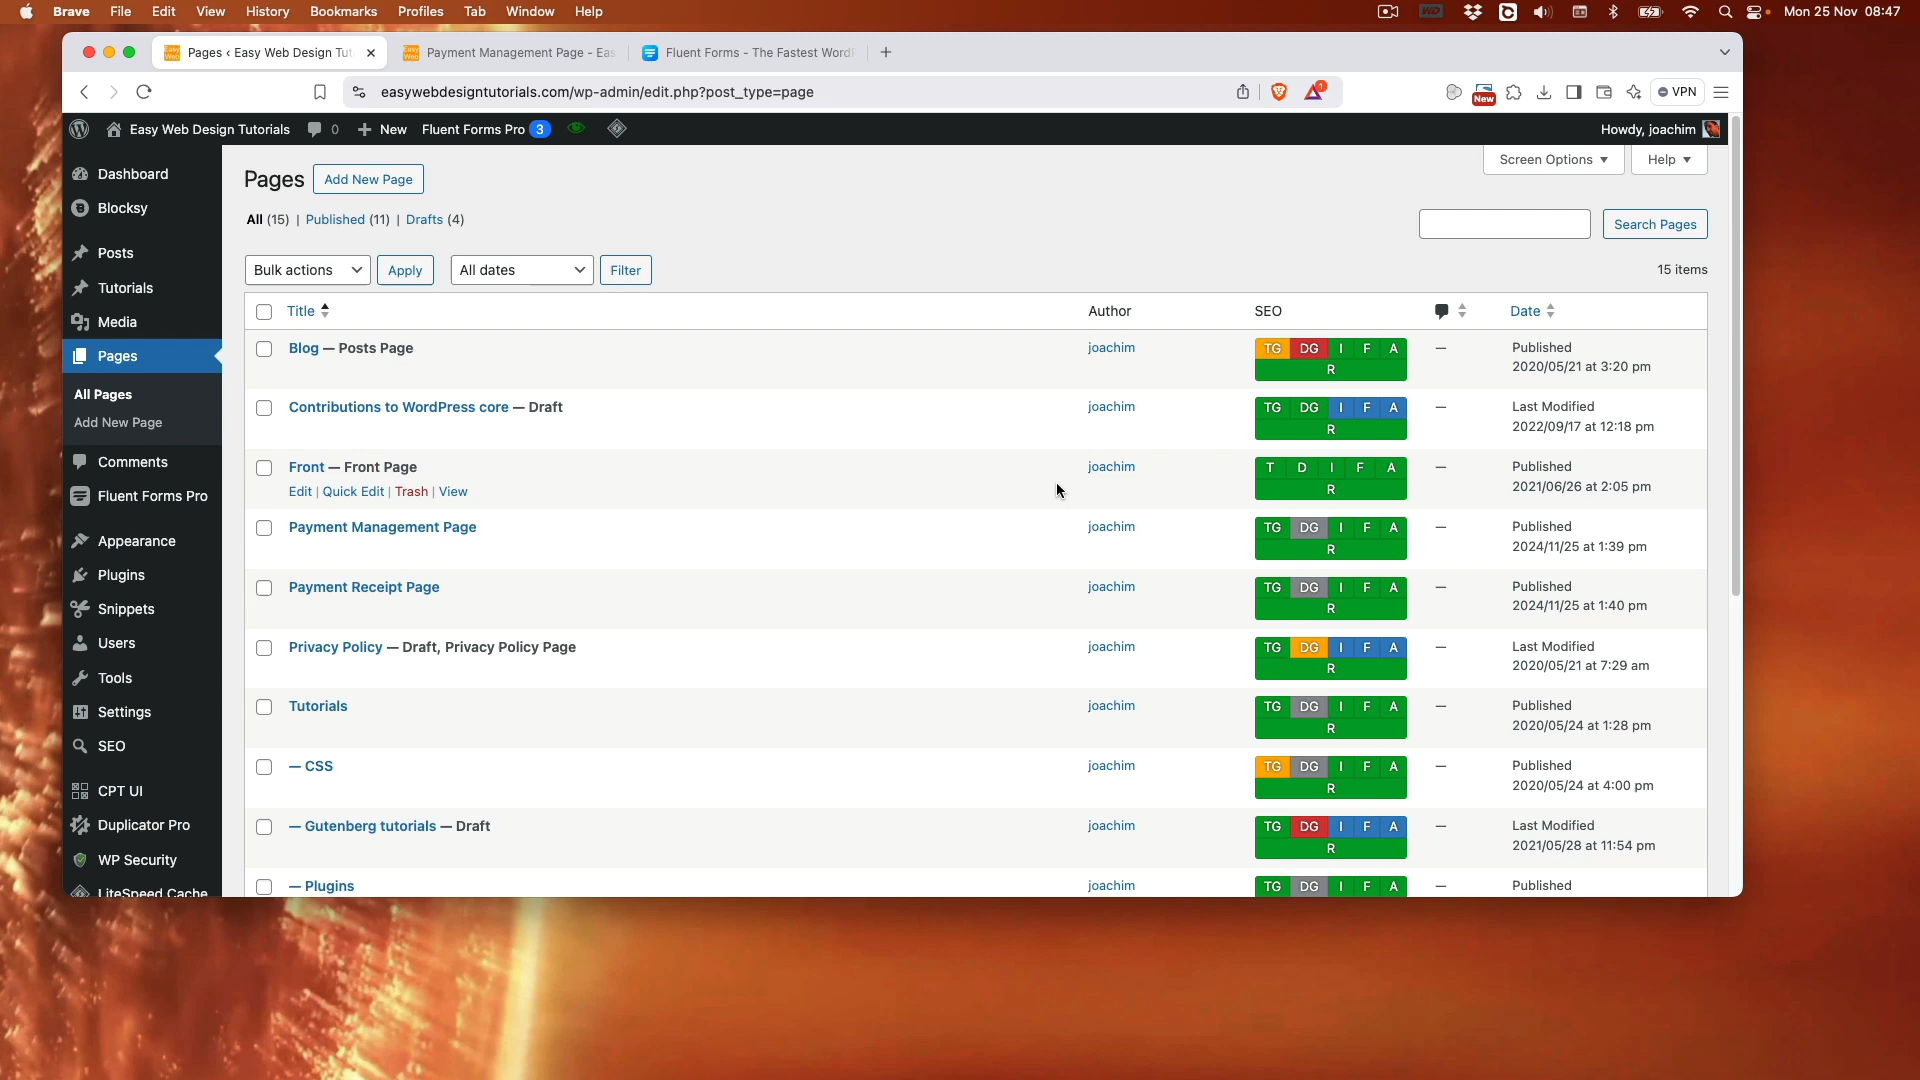 Brave File Edit View History Bookmarks Profiles Tab Window Help Mon 25 Nov 08:47
Pages ‹ Easy Web Design Tut Payment Management Page - Eas Fluent Forms - The Fastest WordP
easywebdesigntutorials.com/wp-admin/edit.php?post_type=page 1 New VPN
Easy Web Design Tutorials 0 New Fluent Forms Pro 3 Howdy, joachim
Screen Options Help
Dashboard
Blocksy
Posts
Tutorials
Media
Pages
All Pages
Add New Page
Comments
Fluent Forms Pro
Appearance
Plugins
Snippets
Users
Tools
Settings
SEO
CPT UI
Duplicator Pro
WP Security
LiteSpeed Cache
Pages Add New Page
All (15) | Published (11) | Drafts (4)
Search Pages
Bulk actions Apply All dates Filter 15 items
Title Author SEO Date
Blog — Posts Page joachim TG DG I F A — Published
R 2020/05/21 at 3:20 pm
Contributions to WordPress core — Draft joachim TG DG I F A — Last Modified
R 2022/09/17 at 12:18 pm
Front — Front Page joachim T D I F A — Published
Edit | Quick Edit | Trash | View R 2021/06/26 at 2:05 pm
Payment Management Page joachim TG DG I F A — Published
R 2024/11/25 at 1:39 pm
Payment Receipt Page joachim TG DG I F A — Published
R 2024/11/25 at 1:40 pm
Privacy Policy — Draft, Privacy Policy Page joachim TG DG I F A — Last Modified
R 2020/05/21 at 7:29 am
Tutorials joachim TG DG I F A — Published
R 2020/05/24 at 1:28 pm
— CSS joachim TG DG I F A — Published
R 2020/05/24 at 4:00 pm
— Gutenberg tutorials — Draft joachim TG DG I F A — Last Modified
R 2021/05/28 at 11:54 pm
— Plugins joachim TG DG I F A — Published